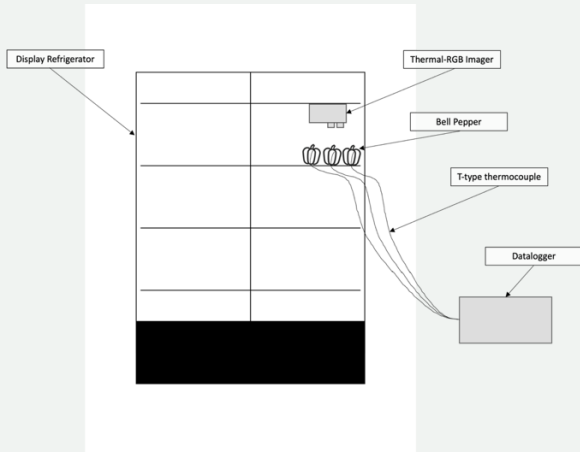 Display Refrigerator
Thermal-RGB Imager
Bell Pepper
T-type thermocouple
Datalogger